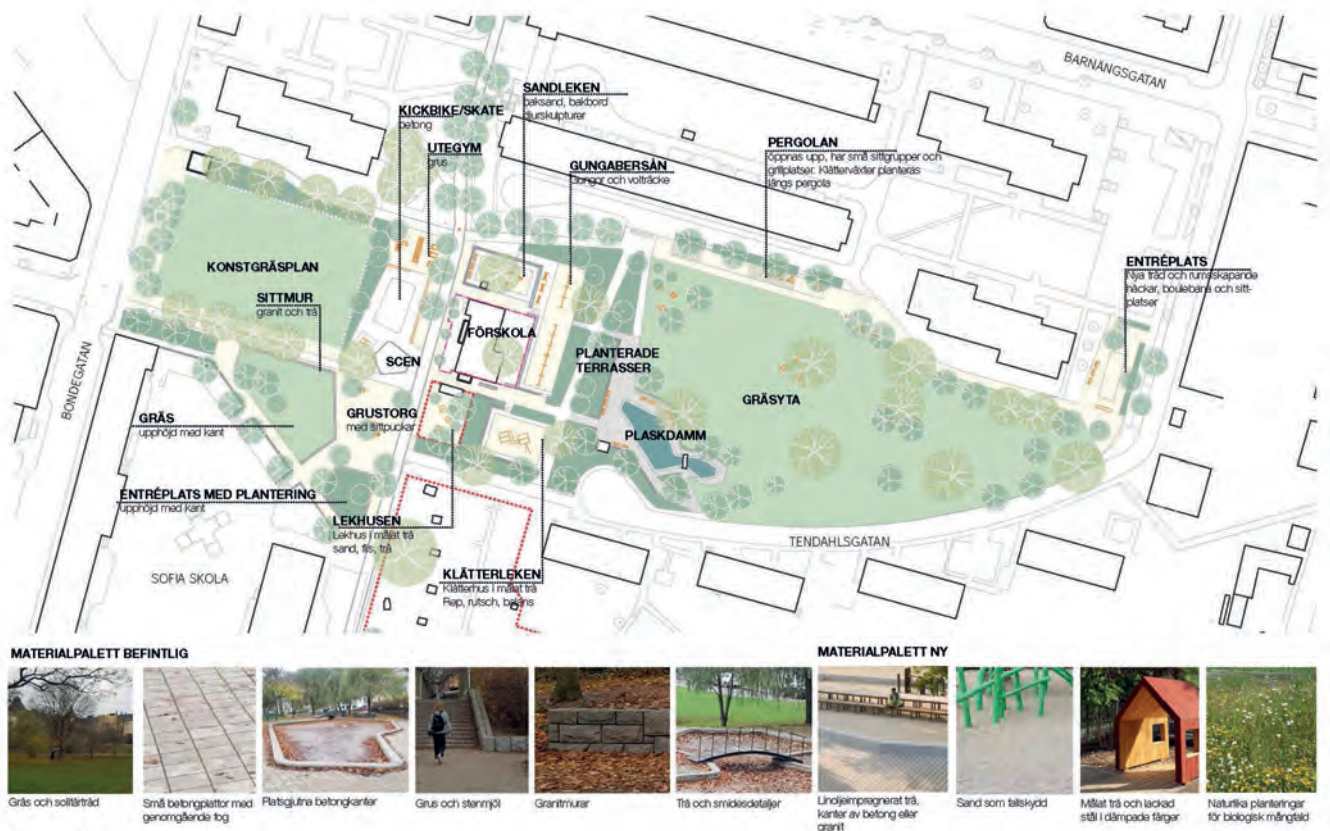 BARNÄNGSGATAN
SANDLEKEN
baksand, bakbord
djurskulpturer
KICKBIKE/SKATE
betong
UTEGYM
grus
GUNGABERSÅN
Gungor och volträcke
PERGOLAN
öppnas upp, har små sittgrupper och
grillplatser. Klätterväxter planteras
längs pergola
ENTRÉPLATS
Nya träd och rumsskapande
häckar, boulebana och sitt-
platser
KONSTGRÄSPLAN
SITTMUR
granit och trä
FÖRSKOLA
SCEN
PLANTERADE
TERRASSER
GRÄSYTA
BONDEGATAN
GRÄS
upphöjd med kant
GRUSTORG
med sittpuckar
PLASKDAMM
ENTRÉPLATS MED PLANTERING
upphöjd med kant
LEKHUSEN
Lekhus i målat trä
sand, flis, trä
TENDAHLSGATAN
SOFIA SKOLA
KLÄTTERLEKEN
Klätterhus i målat trä
Rep, rutsch, balans
MATERIALPALETT BEFINTLIG
MATERIALPALETT NY
Gräs och solitärträd
Små betongplattor med
genomgående fog
Platsgjutna betongkanter
Grus och stenmjöl
Granitmurar
Trä och smidesdetaljer
Linoljeimpregnerat trä,
kanter av betong eller
granit
Sand som fallskydd
Målat trä och lackad
stål i dämpade färger
Naturlika planteringar
för biologisk mångfald